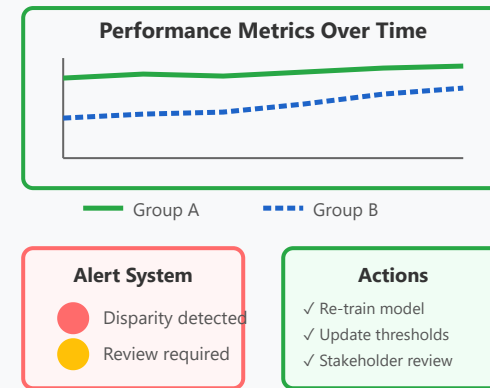 Performance Metrics Over Time
Group A
Group B
Alert System
Disparity detected
Review required
Actions
✓ Re-train model
✓ Update thresholds
✓ Stakeholder review